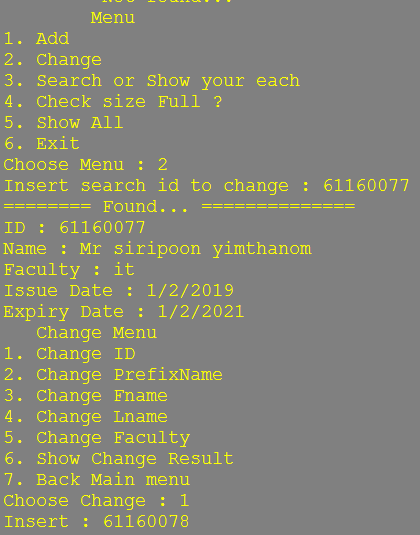 Menu
1. Add
2. Change
3. Search or Show your each
4. Check size Full ?
5. Show All
6. Exit
Choose Menu : 2
Insert search id to change : 61160077
======== Found... ==============
ID : 61160077
Name : Mr siripoon yimthanom
Faculty : it
Issue Date : 1/2/2019
Expiry Date : 1/2/2021
Change Menu
1. Change ID
2. Change PrefixName
3. Change Fname
4. Change Lname
5. Change Faculty
6. Show Change Result
7. Back Main menu
Choose Change : 1
Insert : 61160078